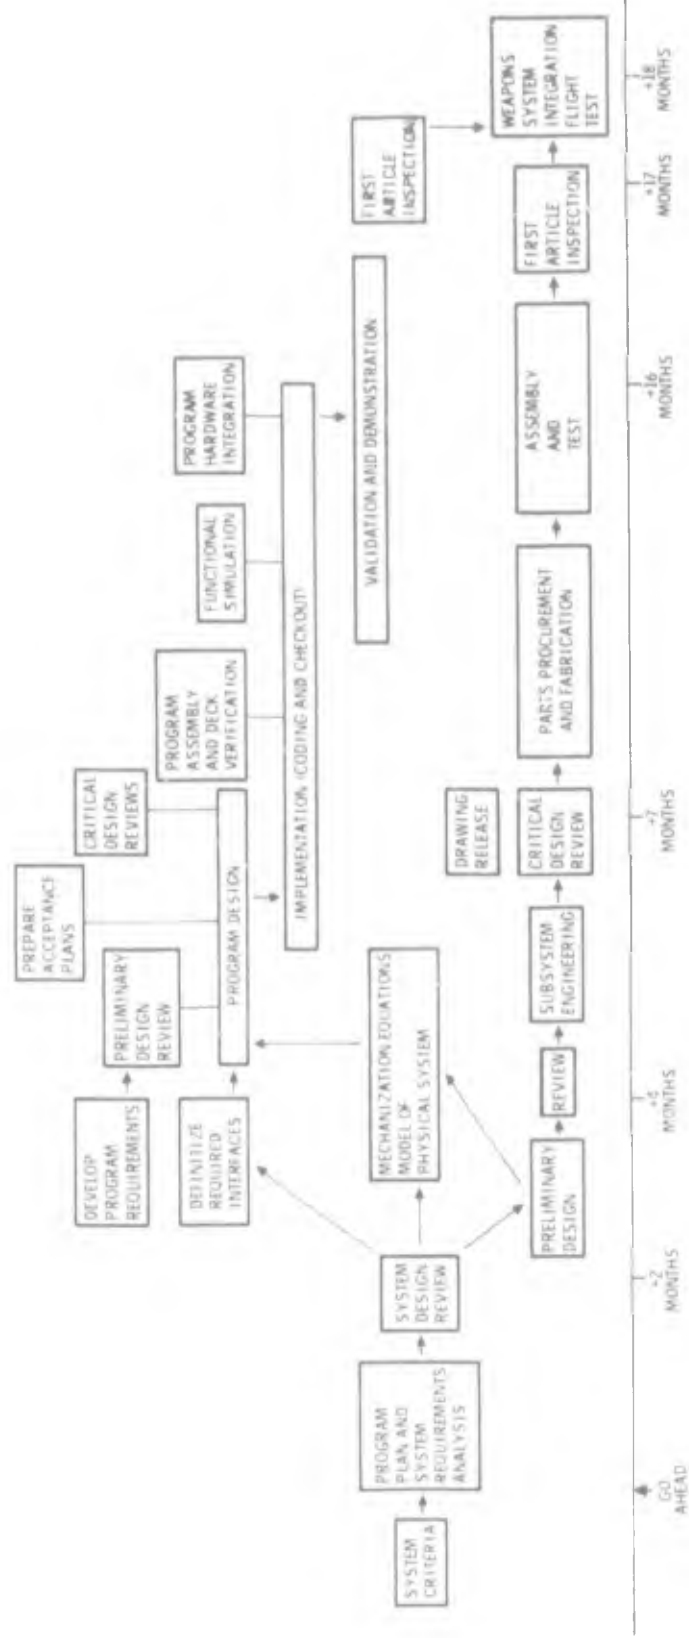 SYSTEM
CRITERIA
PROGRAM
PLAN AND
SYSTEM
REQUIREMENTS
ANALYSIS
SYSTEM
DESIGN
REVIEW
DEVELOP
PROGRAM
REQUIREMENTS
DEFINITIZE
REQUIRED
INTERFACES
MECHANIZATION EQUATIONS
MODEL OF
PHYSICAL SYSTEM
PRELIMINARY
DESIGN
PREPARE
ACCEPTANCE
PLANS
PRELIMINARY
DESIGN
REVIEW
CRITICAL
DESIGN
REVIEWS
PROGRAM DESIGN
PROGRAM
ASSEMBLY
AND DECK
VERIFICATION
FUNCTIONAL
SIMULATION
PROGRAM
HARDWARE
INTEGRATION
IMPLEMENTATION (CODING AND CHECKOUT)
VALIDATION AND DEMONSTRATION
FIRST
ARTICLE
INSPECTION
REVIEW
SUBSYSTEM
ENGINEERING
DRAWING
RELEASE
CRITICAL
DESIGN
REVIEW
PARTS PROCUREMENT
AND FABRICATION
ASSEMBLY
AND
TEST
FIRST
ARTICLE
INSPECTION
WEAPONS
SYSTEM
INTEGRATION
FLIGHT
TEST
GO
AHEAD
+2
MONTHS
MONTHS
+7
MONTHS
+16
MONTHS
+17
MONTHS
+18
MONTHS